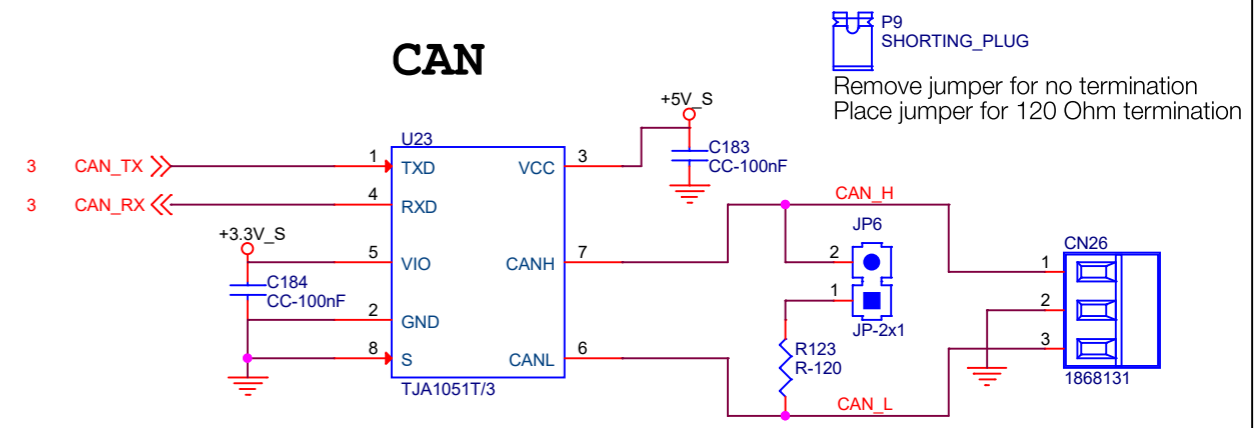 P9
SHORTING_PLUG
CAN
Remove jumper for no termination
Place jumper for 120 Ohm termination
+5V_S
U23
C183
CC-100nF
3 CAN_TX
1 TXD
VCC 3
3 CAN_RX
4 RXD
CAN_H
JP6
+3.3V_S
CN26
5 VIO
CANH 7
2
1
C184
CC-100nF
1
2
2 GND
JP-2x1
3
8 S
CANL 6
R123
R-120
TJA1051T/3
1868131
CAN_L